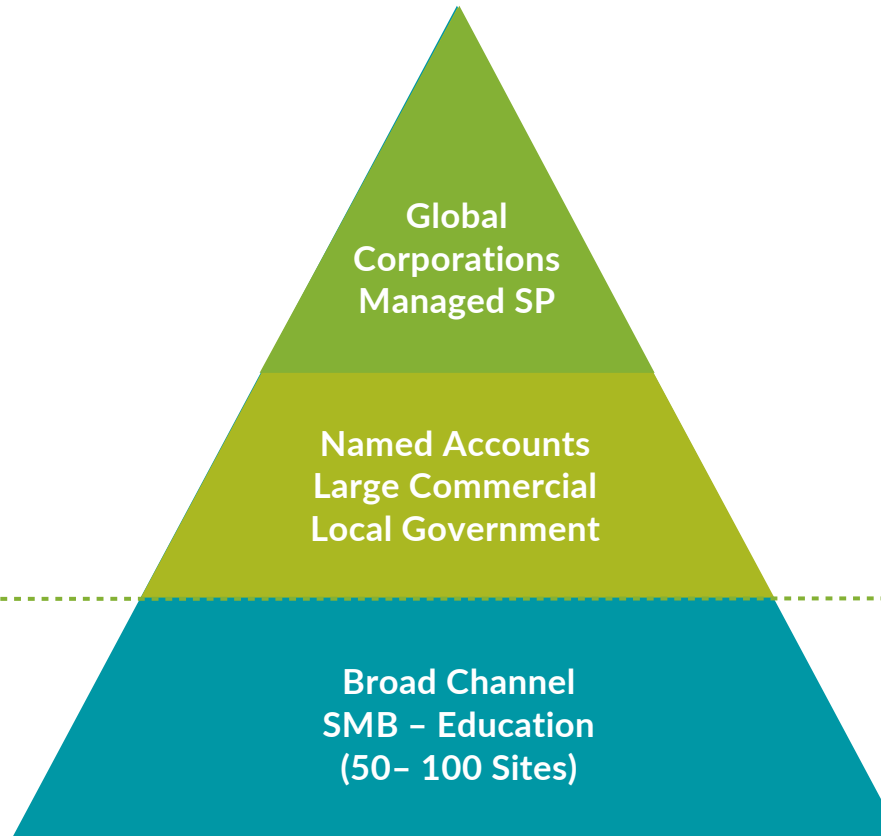 Global
Corporations
Managed SP
Named Accounts
Large Commercial
Local Government
Broad Channel
SMB – Education
(50– 100 Sites)